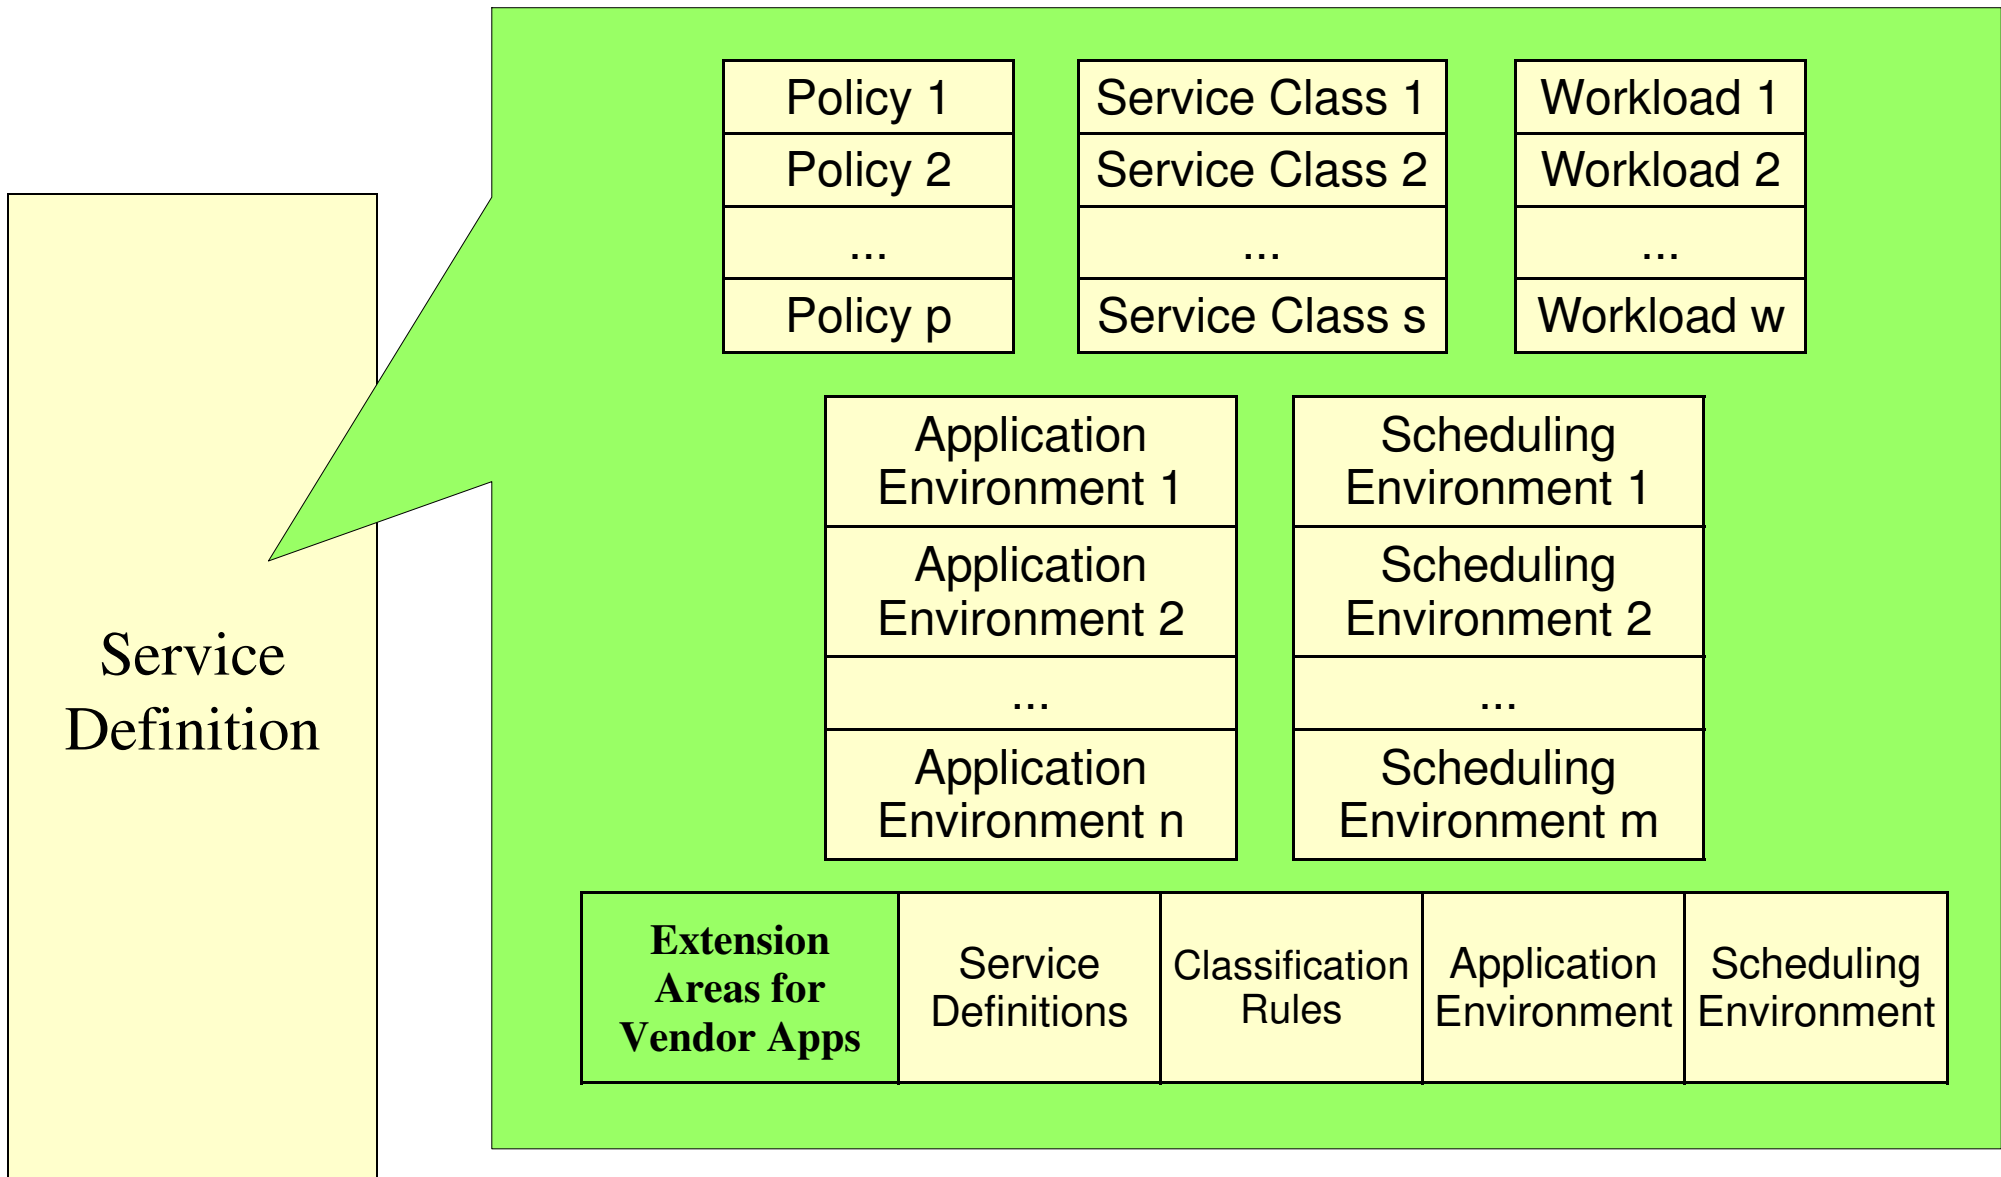 Policy 1
Policy 2
...
Policy p
Service Class 1
Service Class 2
...
Service Class s
Workload 1
Workload 2
...
Workload w
Service
Definition
Application
Environment 1
Application
Environment 2
...
Application
Environment n
Scheduling
Environment 1
Scheduling
Environment 2
...
Scheduling
Environment m
Extension
Areas for
Vendor Apps
Service
Definitions
Classification
Rules
Application
Environment
Scheduling
Environment